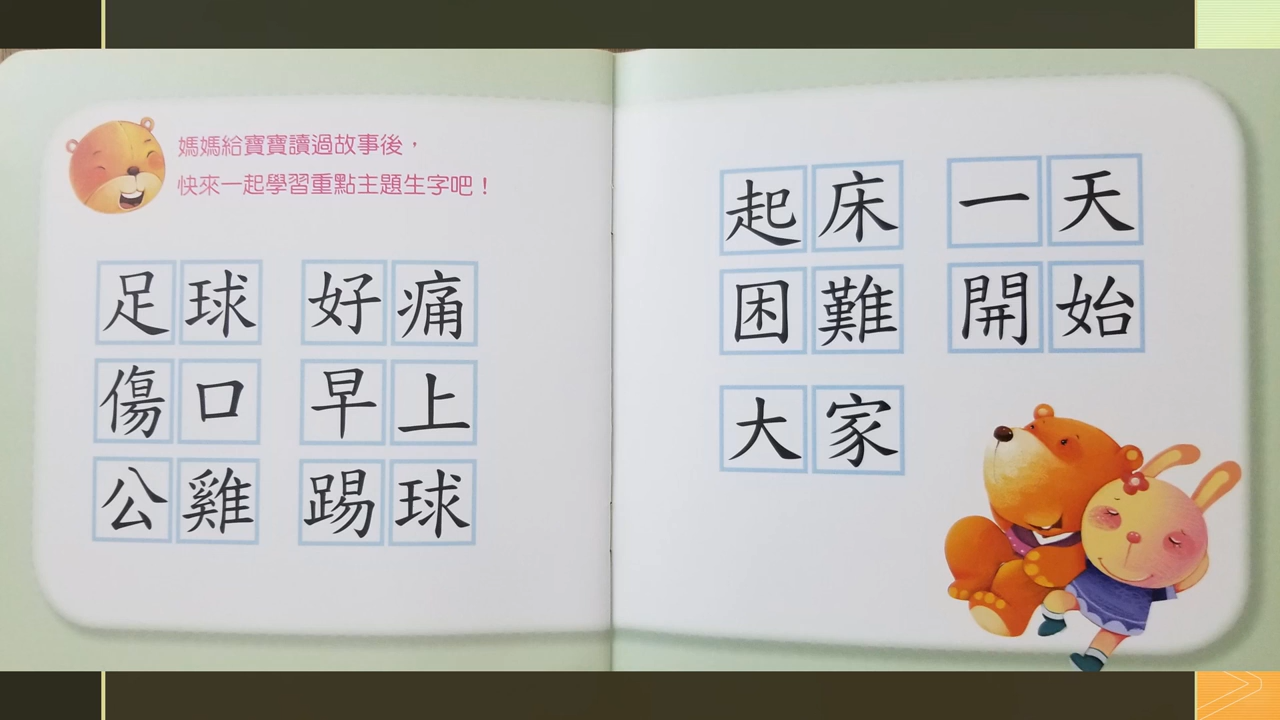 媽媽給寶寶讀過故事後，
快來一起學習重點主題生字吧！
足球 好痛
傷口 早上
公雞 踢球
起床 一天
困難 開始
大家